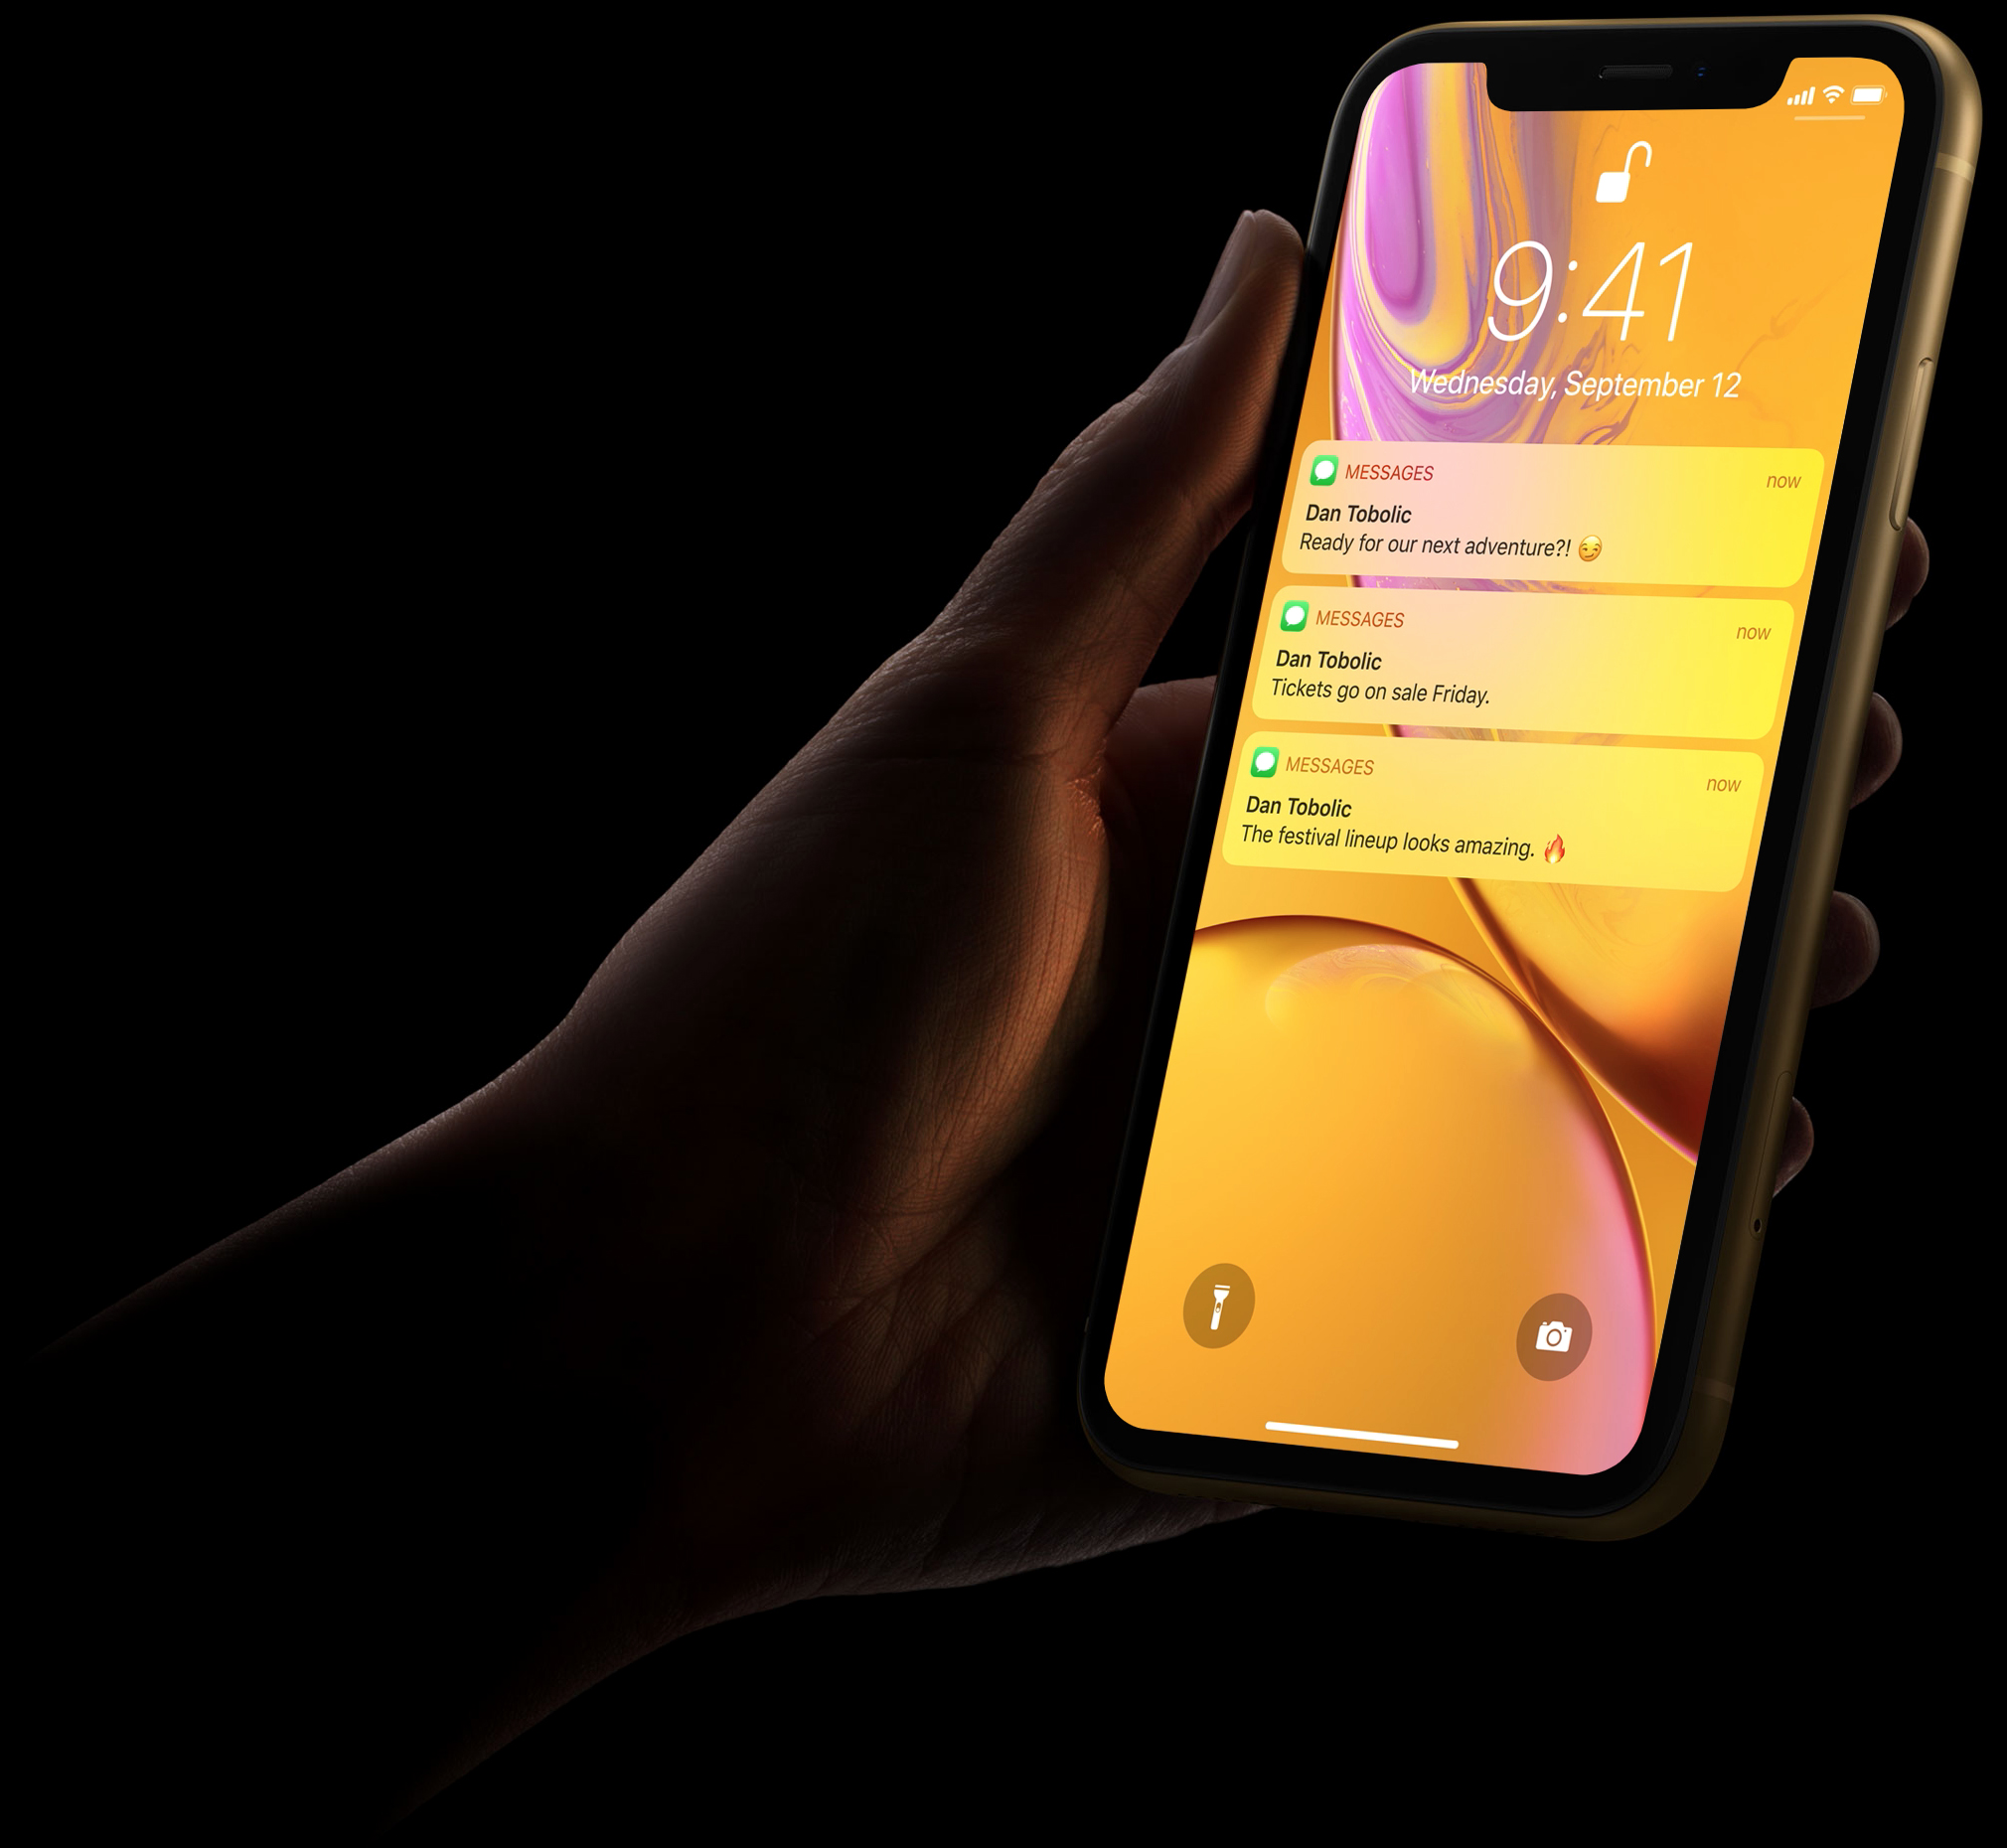 9:41
Wednesday, September 12
MESSAGES now
Dan Tobolic
Ready for our next adventure?! 😏
MESSAGES now
Dan Tobolic
Tickets go on sale Friday.
MESSAGES now
Dan Tobolic
The festival lineup looks amazing. 🔥